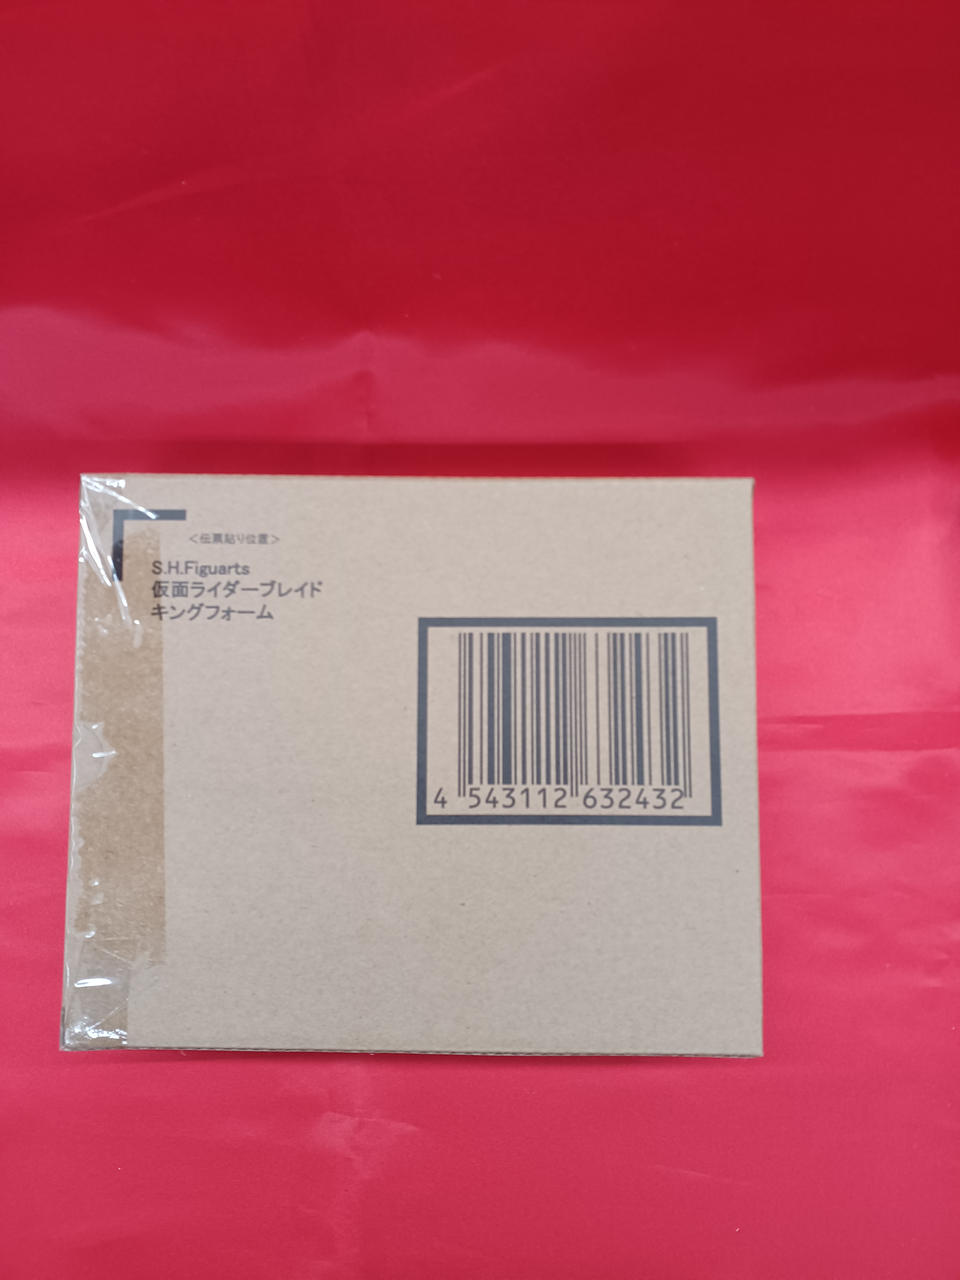 <伝票貼り位置>
S.H.Figuarts
仮面ライダーブレイド
キングフォーム
4 543112 632432